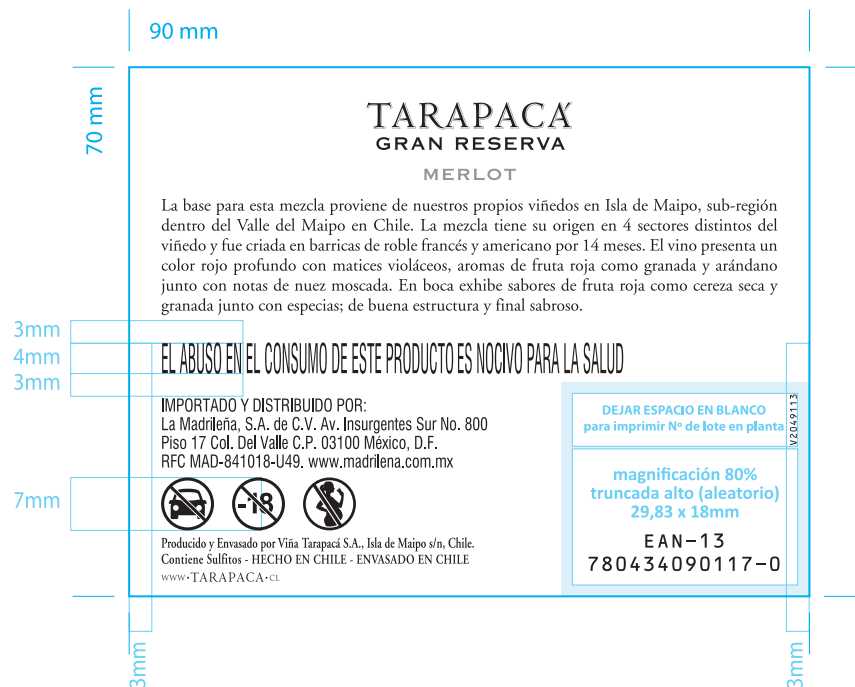 90 mm
70 mm
TARAPACÁ
GRAN RESERVA
MERLOT
La base para esta mezcla proviene de nuestros propios viñedos en Isla de Maipo, sub-región
dentro del Valle del Maipo en Chile. La mezcla tiene su origen en 4 sectores distintos del
viñedo y fue criada en barricas de roble francés y americano por 14 meses. El vino presenta un
color rojo profundo con matices violáceos, aromas de fruta roja como granada y arándano
junto con notas de nuez moscada. En boca exhibe sabores de fruta roja como cereza seca y
granada junto con especias; de buena estructura y final sabroso.
3mm
4mm
3mm
EL ABUSO EN EL CONSUMO DE ESTE PRODUCTO ES NOCIVO PARA LA SALUD
IMPORTADO Y DISTRIBUIDO POR:
La Madrileña, S.A. de C.V. Av. Insurgentes Sur No. 800
Piso 17 Col. Del Valle C.P. 03100 México, D.F.
RFC MAD-841018-U49. www.madrilena.com.mx
DEJAR ESPACIO EN BLANCO
para imprimir Nº de lote en planta
V2049113
7mm
-18
magnificación 80%
truncada alto (aleatorio)
29,83 x 18mm
EAN-13
780434090117-0
Producido y Envasado por Viña Tarapacá S.A., Isla de Maipo s/n, Chile.
Contiene Sulfitos - HECHO EN CHILE - ENVASADO EN CHILE
WWW•TARAPACA•CL
3mm
3mm